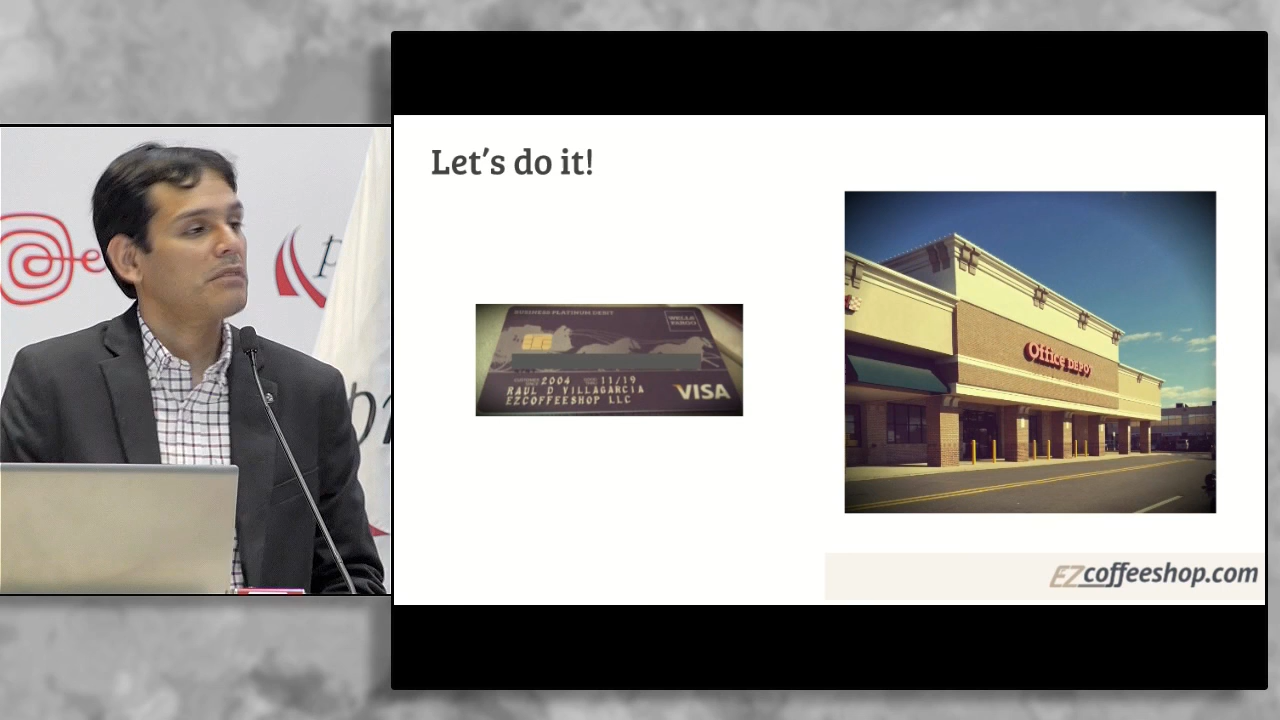 Let's do it!
BUSINESS PLATINUM DEBIT
WELLS
FARGO
2004 11/19
RAUL D VILLAGARCIA
EZCOFFEESHOP LLC
VISA
Office DEPOT
EZcoffeeshop.com